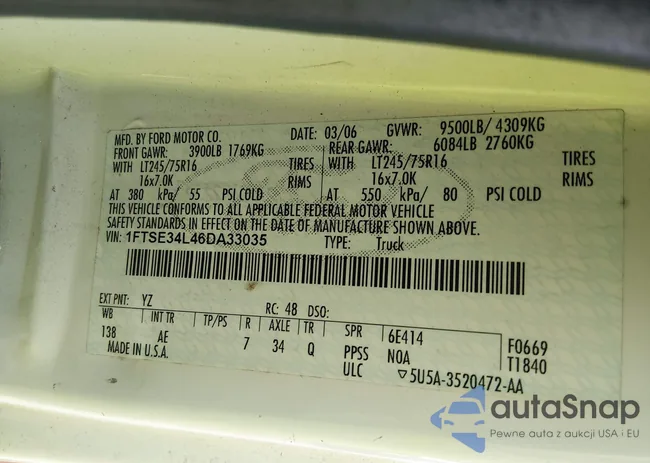 MFD. BY FORD MOTOR CO. DATE: 03/06 GVWR: 9500LB/ 4309KG
FRONT GAWR: 3900LB 1769KG REAR GAWR: 6084LB 2760KG
WITH LT245/75R16 TIRES WITH LT245/75R16 TIRES
16x7.0K RIMS 16x7.0K RIMS
AT 380 kPa/ 55 PSI COLD AT 550 kPa/ 80 PSI COLD
THIS VEHICLE CONFORMS TO ALL APPLICABLE FEDERAL MOTOR VEHICLE
SAFETY STANDARDS IN EFFECT ON THE DATE OF MANUFACTURE SHOWN ABOVE.
VIN: 1FTSE34L46DA33035 TYPE: Truck
EXT PNT: YZ RC: 48 DSO:
WB INT TR TP/PS R AXLE TR SPR 6E414 F0669
138 AE 7 34 Q PPSS NOA T1840
MADE IN U.S.A. ULC ▽5U5A-3520472-AA
autaSnap
Pewne auta z aukcji USA i EU